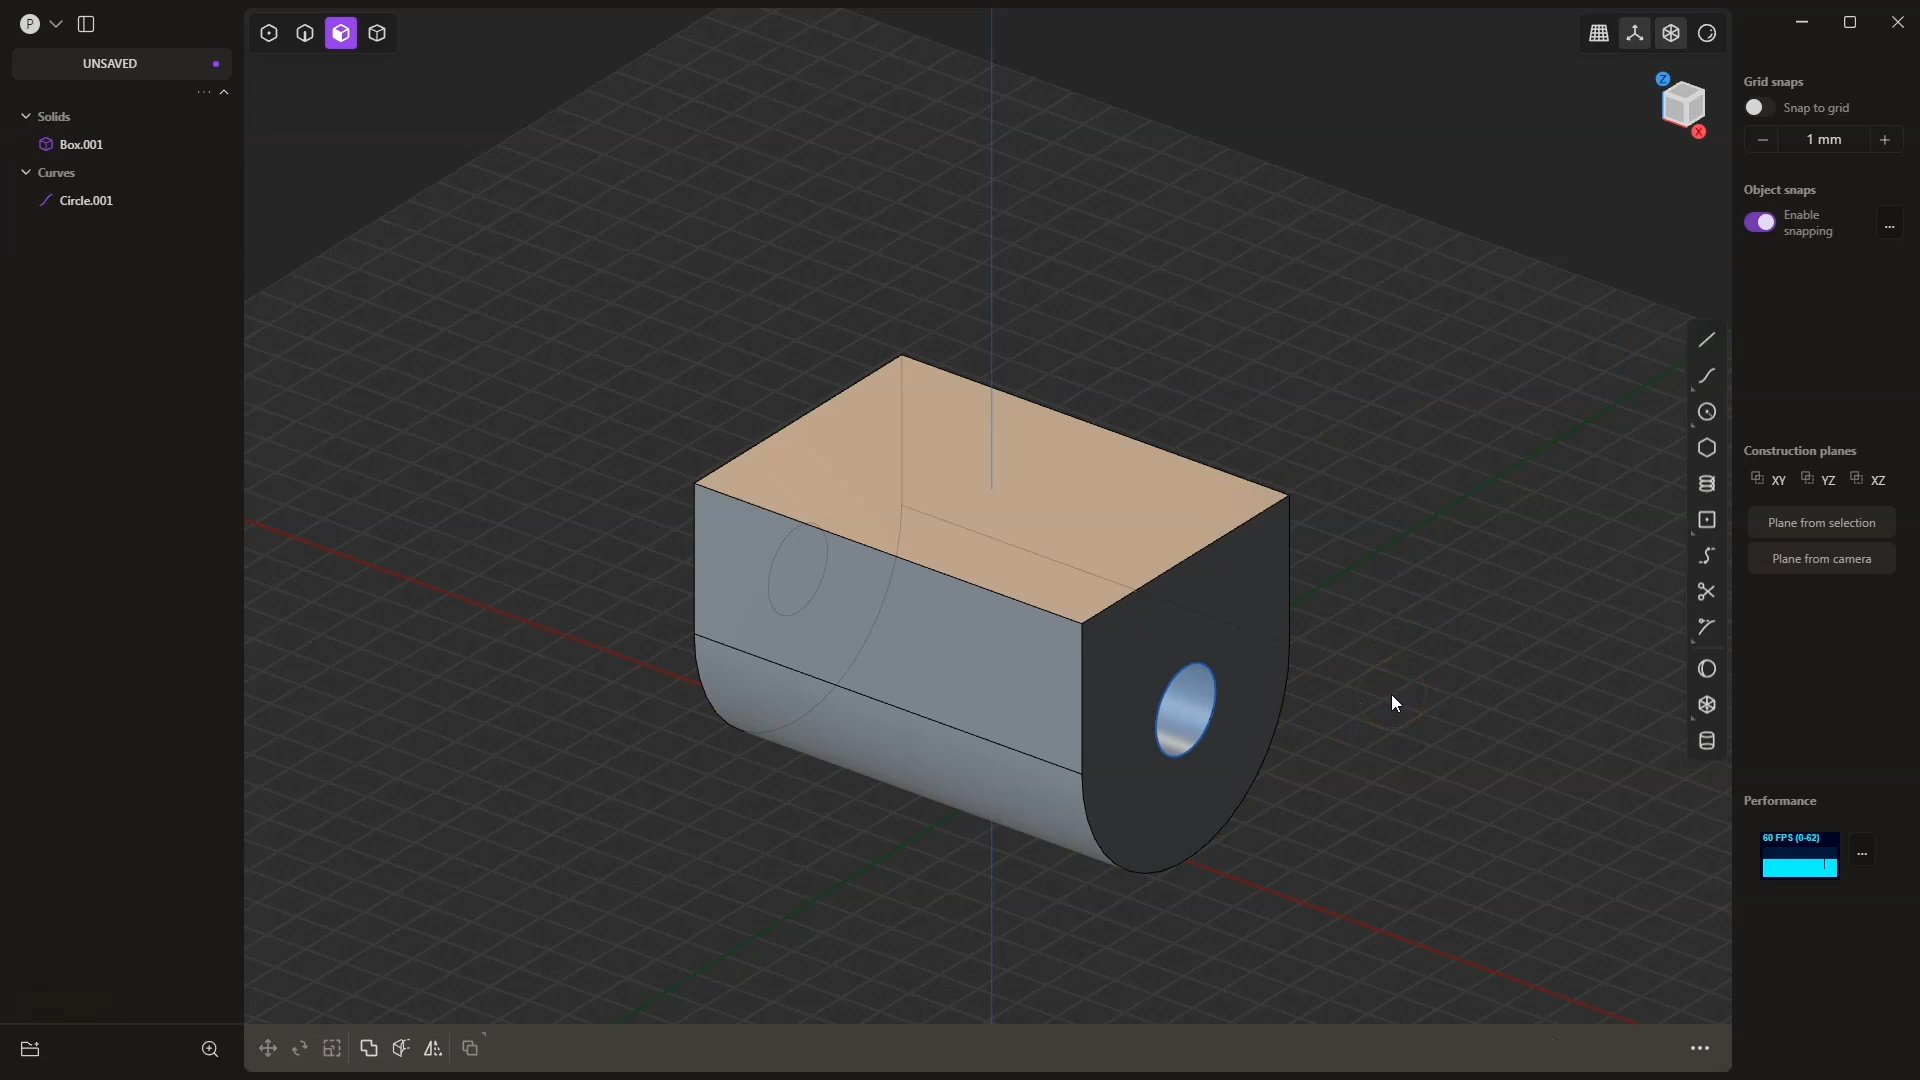 P
UNSAVED
...
Solids
Box.001
Curves
Circle.001
Z
X
Grid snaps
Snap to grid
1 mm
Object snaps
Enable
snapping
...
Construction planes
XY YZ XZ
Plane from selection
Plane from camera
Performance
60 FPS (0-62)
...